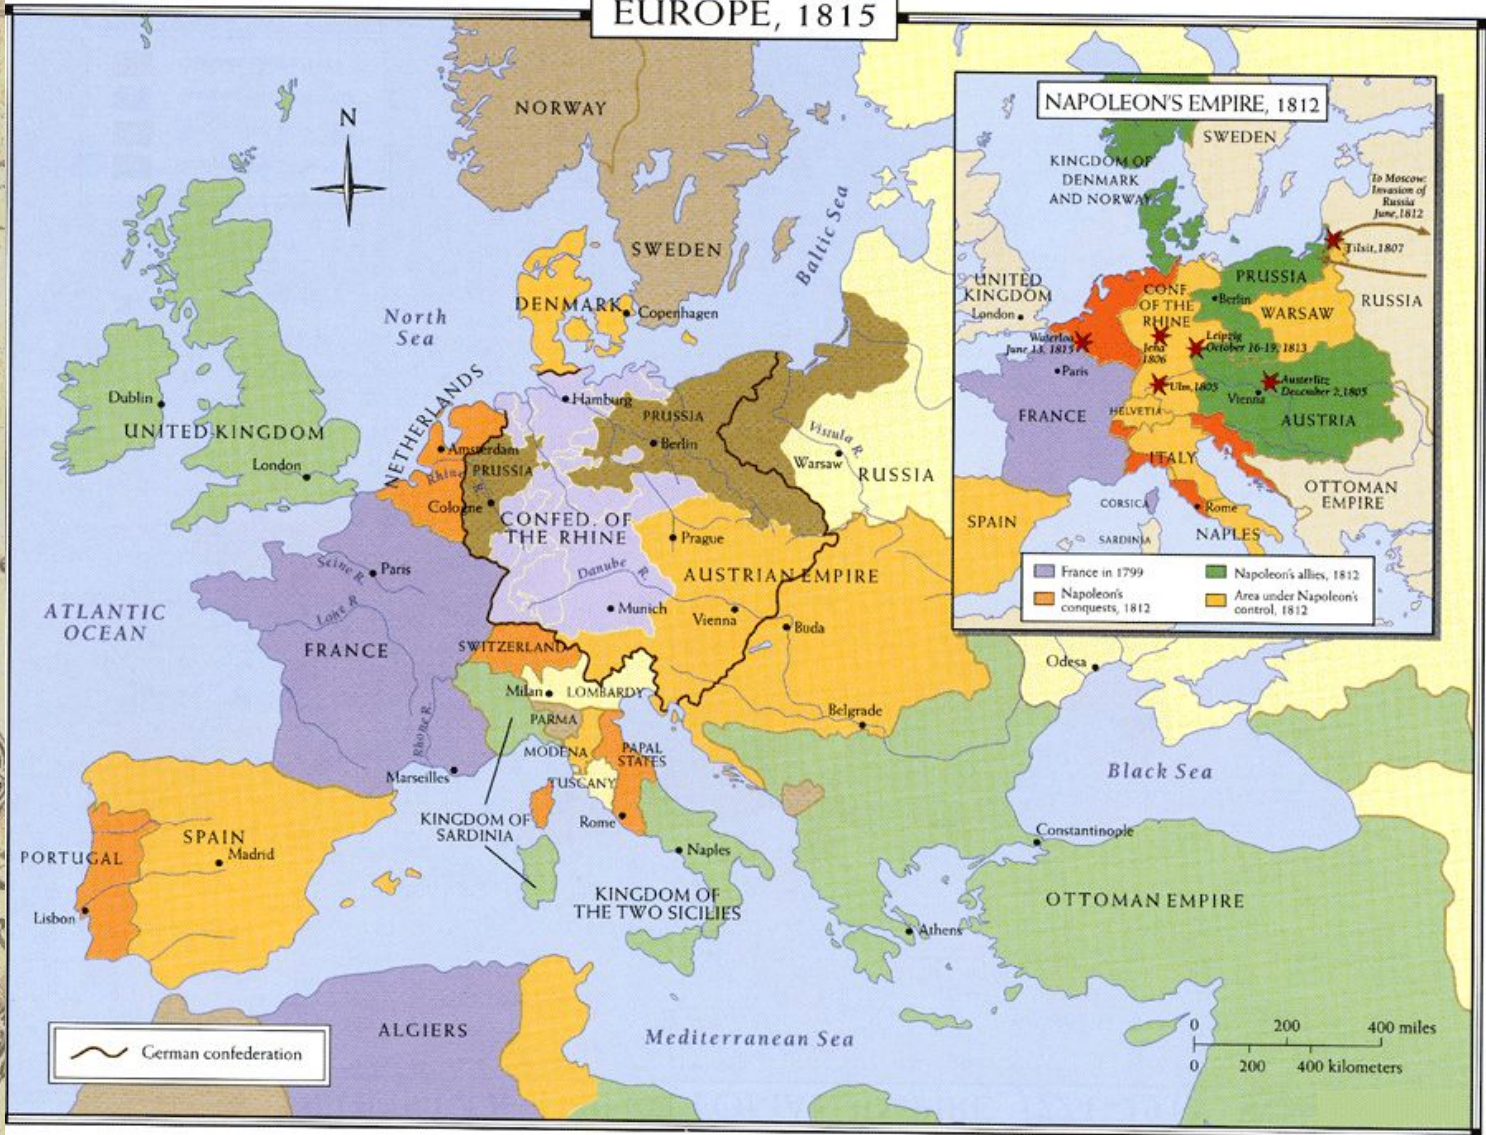 EUROPE, 1815
N
NORWAY
SWEDEN
Baltic Sea
DENMARK
Copenhagen
North
Sea
Dublin
UNITED KINGDOM
London
NETHERLANDS
Amsterdam
Rhine R.
Cologne
PRUSSIA
Hamburg
PRUSSIA
Berlin
Vistula R.
Warsaw
RUSSIA
CONFED. OF
THE RHINE
Prague
Danube R.
AUSTRIAN EMPIRE
Munich
Vienna
Buda
ATLANTIC
OCEAN
Seine R.
Paris
Loire R.
FRANCE
SWITZERLAND
Milan
LOMBARDY
PARMA
MODENA
PAPAL
STATES
TUSCANY
Rhone R.
Marseilles
Belgrade
Odesa
Black Sea
KINGDOM OF
SARDINIA
Rome
Naples
KINGDOM OF
THE TWO SICILIES
PORTUGAL
SPAIN
Madrid
Lisbon
Constantinople
OTTOMAN EMPIRE
Athens
ALGIERS
Mediterranean Sea
German confederation
0 200 400 miles
0 200 400 kilometers
NAPOLEON'S EMPIRE, 1812
SWEDEN
KINGDOM OF
DENMARK
AND NORWAY
To Moscow:
Invasion of
Russia
June, 1812
Tilsit, 1807
UNITED
KINGDOM
London
CONF.
OF THE
RHINE
PRUSSIA
Berlin
WARSAW
RUSSIA
Waterloo
June 13, 1815
Jena
1806
Leipzig
October 16-19, 1813
Paris
Ulm, 1805
Austerlitz
December 2, 1805
Vienna
FRANCE
HELVETIA
AUSTRIA
ITALY
CORSICA
Rome
OTTOMAN
EMPIRE
SPAIN
SARDINIA
NAPLES
France in 1799
Napoleon's
conquests, 1812
Napoleon's allies, 1812
Area under Napoleon's
control, 1812